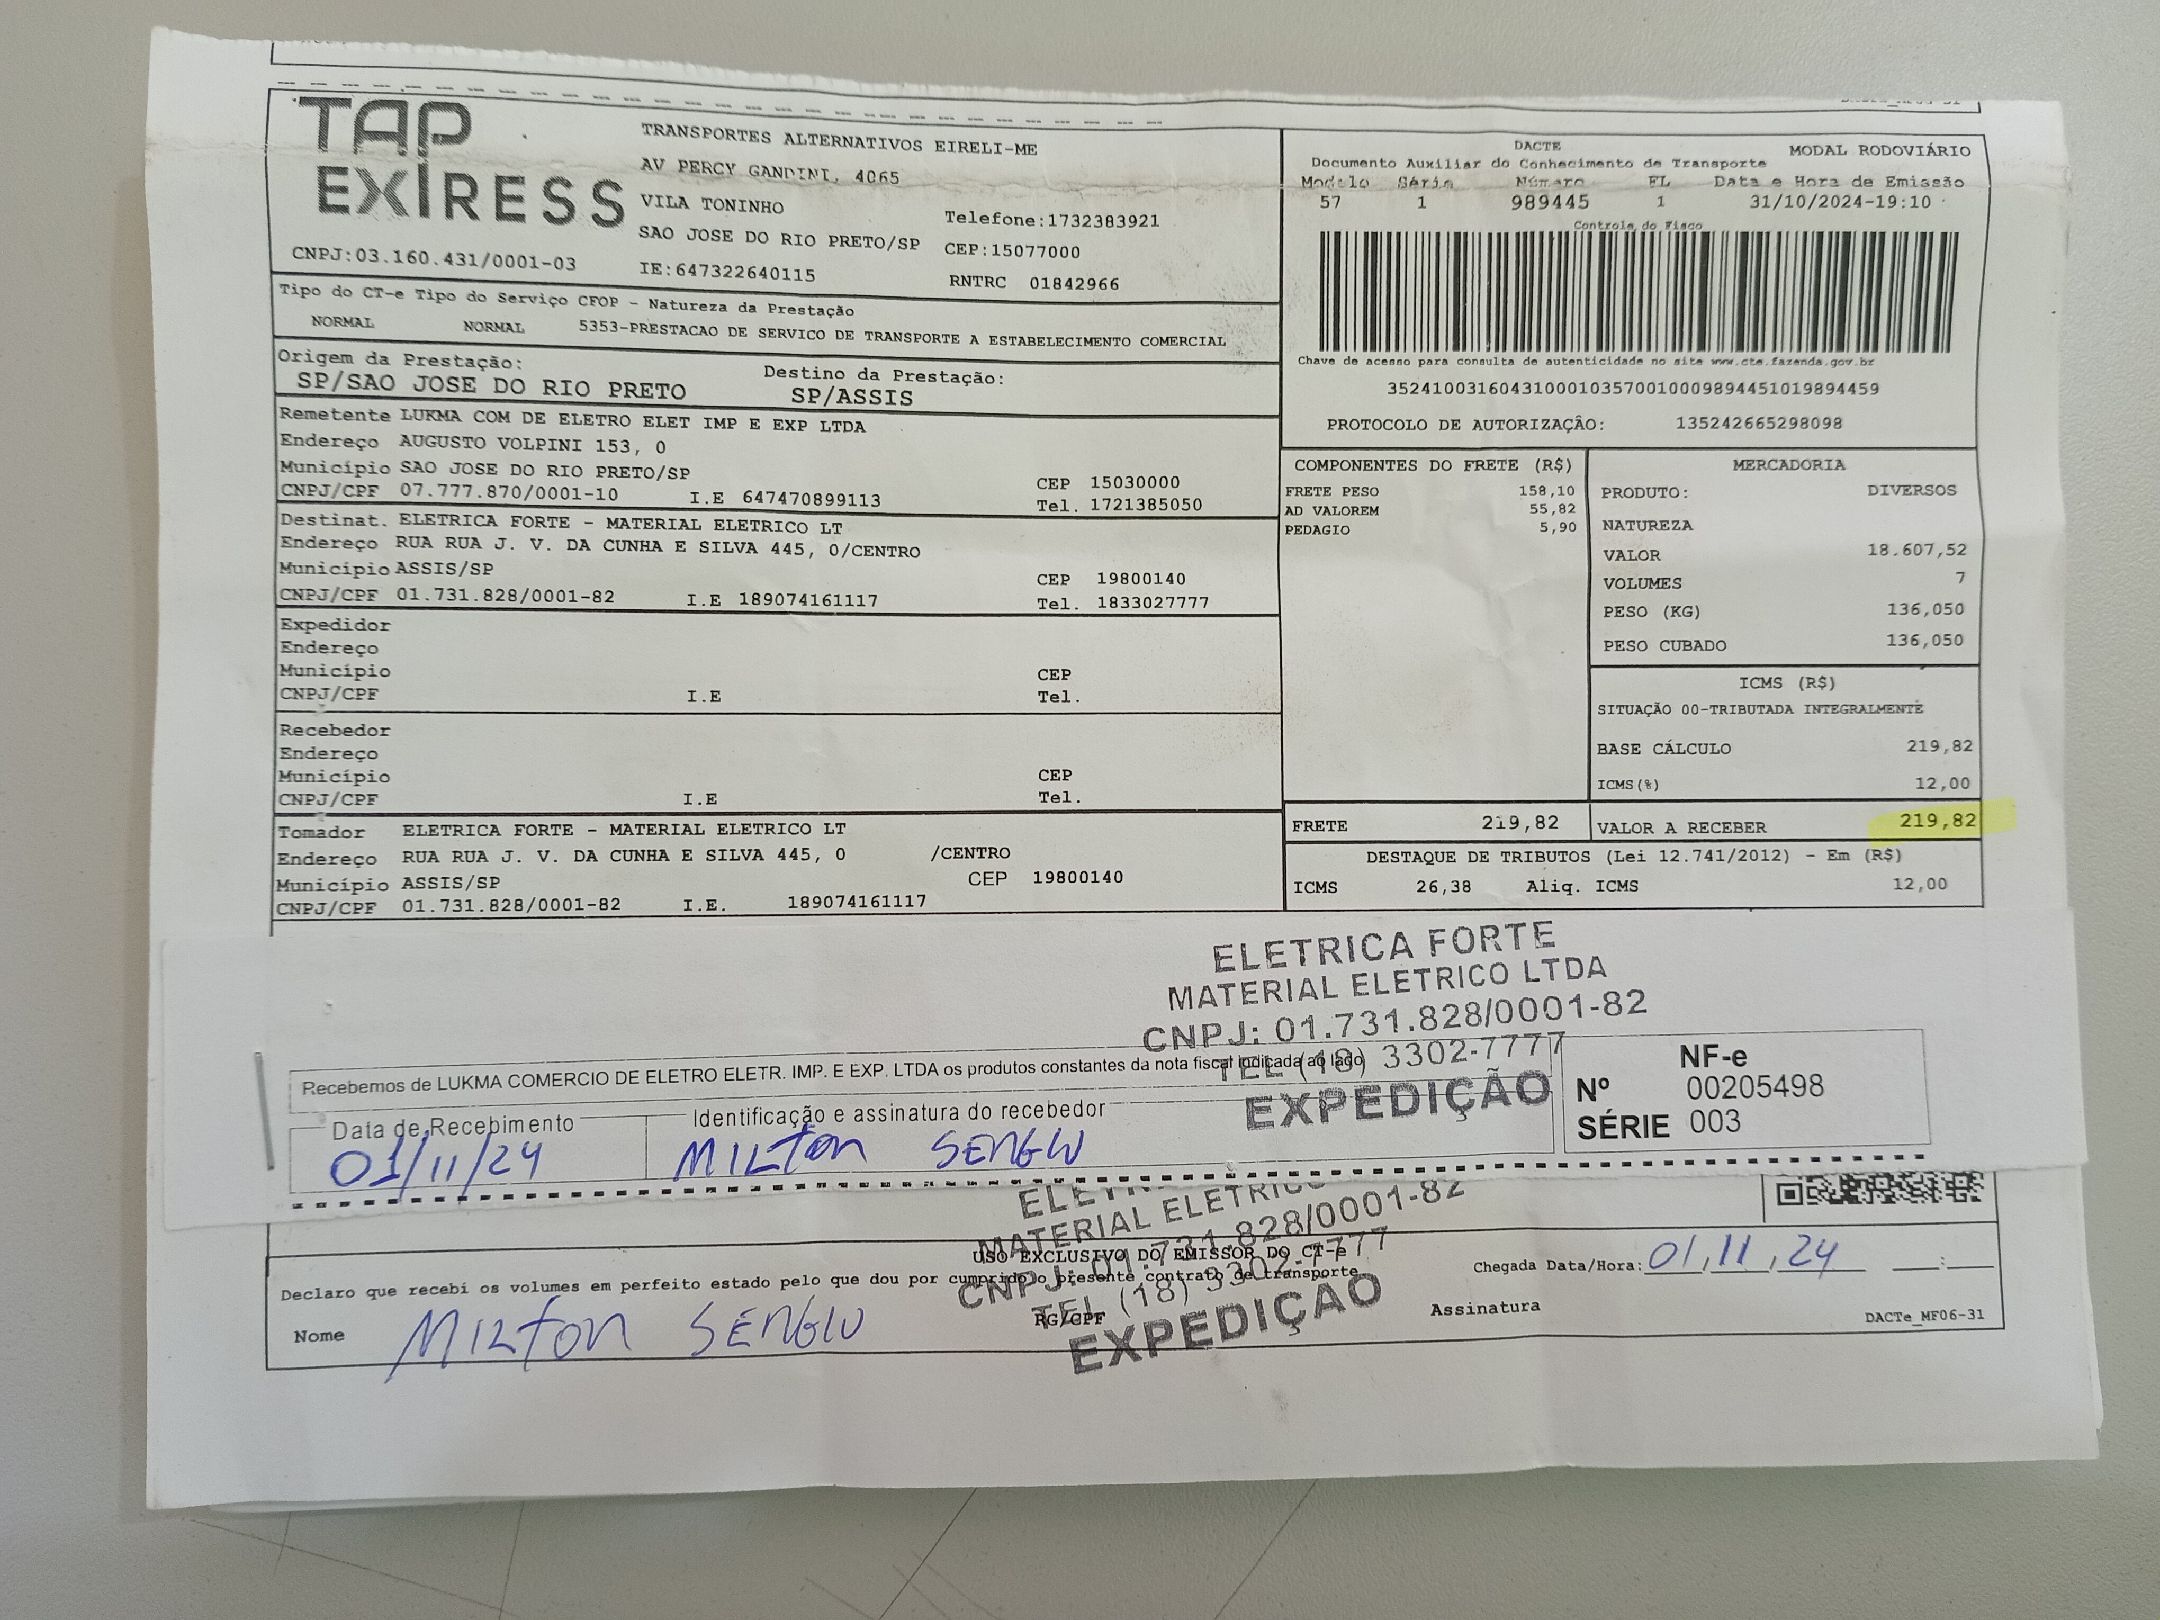 TAP
EXPRESS
TRANSPORTES ALTERNATIVOS EIRELI-ME
AV PERCY GANDINI, 4065
VILA TONINHO
Telefone:1732383921
SAO JOSE DO RIO PRETO/SP CEP:15077000
CNPJ:03.160.431/0001-03 IE:647322640115 RNTRC 01842966
DACTE MODAL RODOVIÁRIO
Documento Auxiliar do Conhecimento de Transporte
Modelo Série Número FL Data e Hora de Emissão
57 1 989445 1 31/10/2024-19:10
Controle do Fisco
Chave de acesso para consulta de autenticidade no site www.cte.fazenda.gov.br
PROTOCOLO DE AUTORIZAÇÂO: 135242665298098
Tipo do CT-e Tipo do Serviço CFOP - Natureza da Prestação
NORMAL NORMAL 5353-PRESTACAO DE SERVICO DE TRANSPORTE A ESTABELECIMENTO COMERCIAL
Origem da Prestação: Destino da Prestação:
SP/SAO JOSE DO RIO PRETO SP/ASSIS
Remetente LUKMA COM DE ELETRO ELET IMP E EXP LTDA
Endereço AUGUSTO VOLPINI 153, 0
Município SAO JOSE DO RIO PRETO/SP CEP 15030000
CNPJ/CPF 07.777.870/0001-10 I.E 647470899113 Tel. 1721385050
Destinat. ELETRICA FORTE - MATERIAL ELETRICO LT
Endereço RUA RUA J. V. DA CUNHA E SILVA 445, 0/CENTRO
Município ASSIS/SP CEP 19800140
CNPJ/CPF 01.731.828/0001-82 I.E 189074161117 Tel. 1833027777
Expedidor
Endereço
Município CEP
CNPJ/CPF I.E Tel.
Recebedor
Endereço
Município CEP
CNPJ/CPF I.E Tel.
Tomador ELETRICA FORTE - MATERIAL ELETRICO LT
Endereço RUA RUA J. V. DA CUNHA E SILVA 445, 0 /CENTRO
Município ASSIS/SP CEP 19800140
CNPJ/CPF 01.731.828/0001-82 I.E. 189074161117
COMPONENTES DO FRETE (R$)
FRETE PESO 158,10
AD VALOREM 55,82
PEDAGIO 5,90
MERCADORIA
PRODUTO: DIVERSOS
NATUREZA
VALOR 18.607,52
VOLUMES 7
PESO (KG) 136,050
PESO CUBADO 136,050
ICMS (R$)
SITUAÇÃO 00-TRIBUTADA INTEGRALMENTE
BASE CÁLCULO 219,82
ICMS(%) 12,00
FRETE 219,82 VALOR A RECEBER 219,82
DESTAQUE DE TRIBUTOS (Lei 12.741/2012) - Em (R$)
ICMS 26,38 Aliq. ICMS 12,00
ELETRICA FORTE
MATERIAL ELETRICO LTDA
CNPJ: 01.731.828/0001-82
TEL (18) 3302-7777
EXPEDIÇÃO
Recebemos de LUKMA COMERCIO DE ELETRO ELETR. IMP. E EXP. LTDA os produtos constantes da nota fiscal indicada ao lado
Data de Recebimento Identificação e assinatura do recebedor
01/11/24 MILTON SERGIO
NF-e
Nº 00205498
SÉRIE 003
MATERIAL ELETRICO
CNPJ: 01.731.828/0001-82
TEL (18) 3302-7777
EXPEDIÇÃO
USO EXCLUSIVO DO EMISSOR DO CT-e
Declaro que recebi os volumes em perfeito estado pelo que dou por cumprido o presente contrato de transporte
Chegada Data/Hora: 01,11,24 :
Nome MILTON SERGIO RG/CPF Assinatura
DACTe_MF06-31